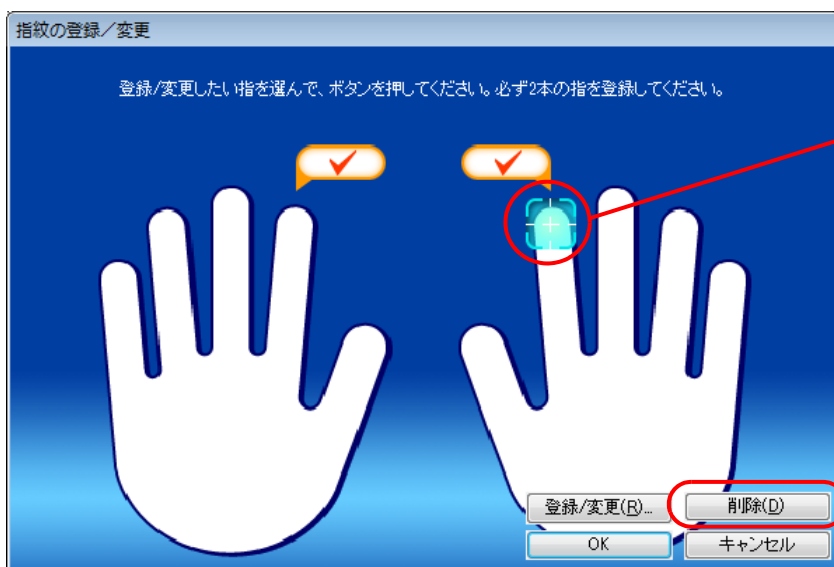 指紋の登録／変更
登録/変更したい指を選んで、ボタンを押してください。必ず2本の指を登録してください。
登録/変更(R)...
削除(D)
OK
キャンセル